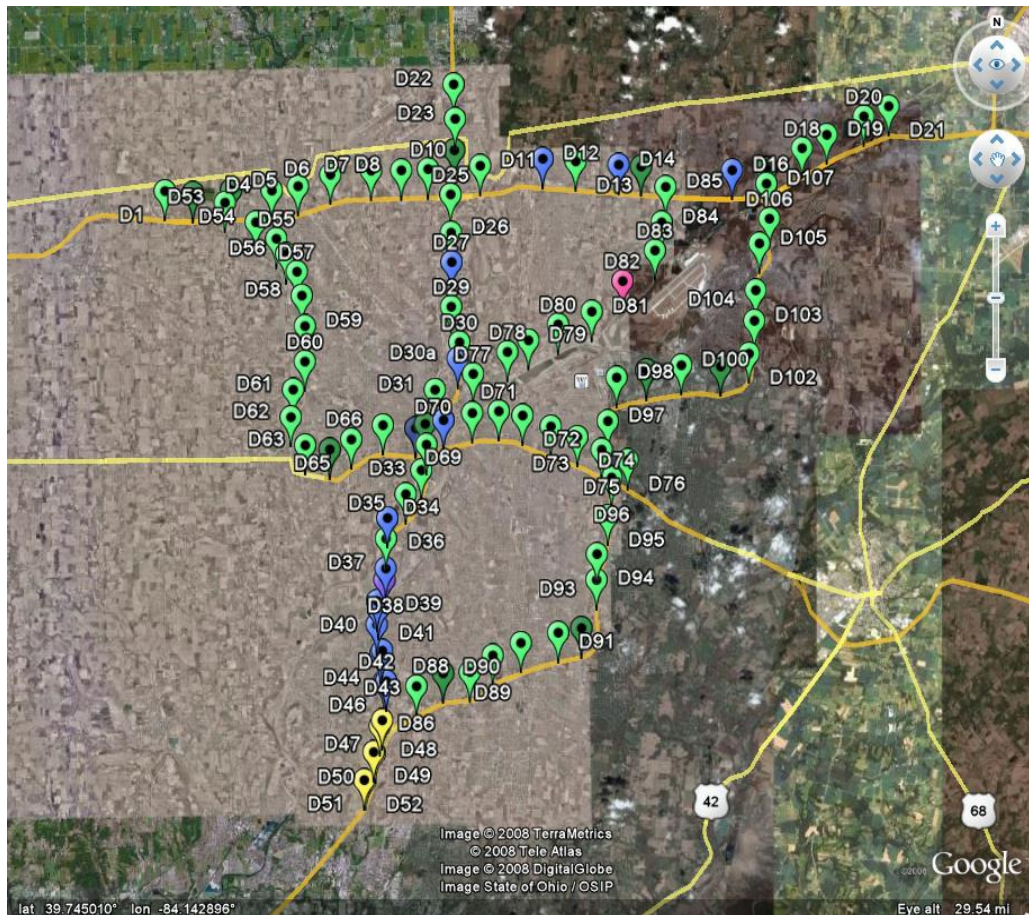 N
D22
D23
D20
D10
D18
D19
D21
D11
D12
D14
D16
D6
D7
D8
D25
D13
D85
D107
D53
D4
D5
D106
D1
D54
D55
D26
D84
D56
D57
D27
D83
D105
D58
D82
D29
D81
D104
D59
D30
D80
D103
D60
D78
D79
D30a
D77
D98
D100
D61
D31
D71
D102
D62
D66
D70
D97
D63
D72
D65
D33
D69
D73
D74
D75
D76
D35
D34
D96
D36
D95
D37
D93
D94
D38
D39
D40
D41
D91
D42
D88
D90
D44
D43
D89
D46
D86
D47
D48
D50
D49
D51
D52
W
42
68
Image © 2008 TerraMetrics
© 2008 Tele Atlas
Image © 2008 DigitalGlobe
Image State of Ohio / OSIP
©2008 Google
lat 39.745010° lon -84.142896°
Eye alt 29.54 mi